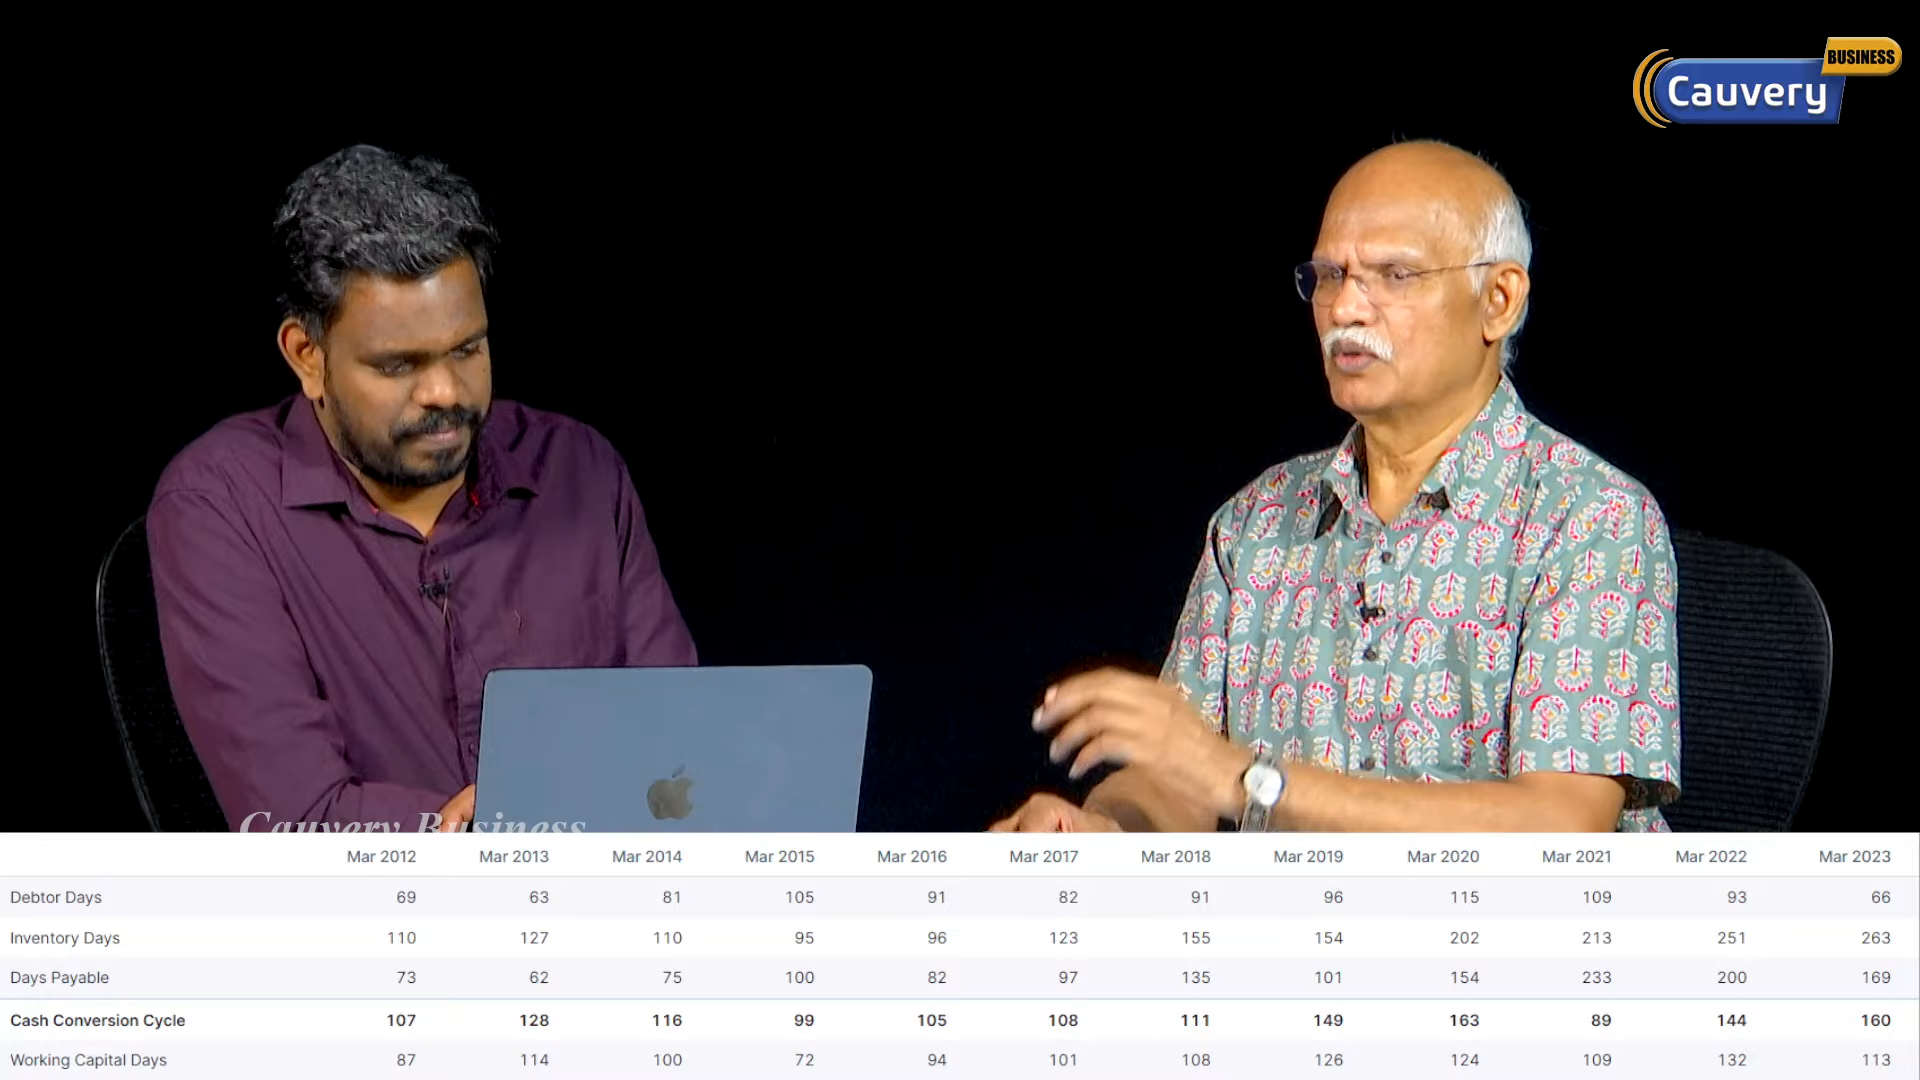 BUSINESS
Cauvery
Cauvery Business
Mar 2012 Mar 2013 Mar 2014 Mar 2015 Mar 2016 Mar 2017 Mar 2018 Mar 2019 Mar 2020 Mar 2021 Mar 2022 Mar 2023
Debtor Days 69 63 81 105 91 82 91 96 115 109 93 66
Inventory Days 110 127 110 95 96 123 155 154 202 213 251 263
Days Payable 73 62 75 100 82 97 135 101 154 233 200 169
Cash Conversion Cycle 107 128 116 99 105 108 111 149 163 89 144 160
Working Capital Days 87 114 100 72 94 101 108 126 124 109 132 113